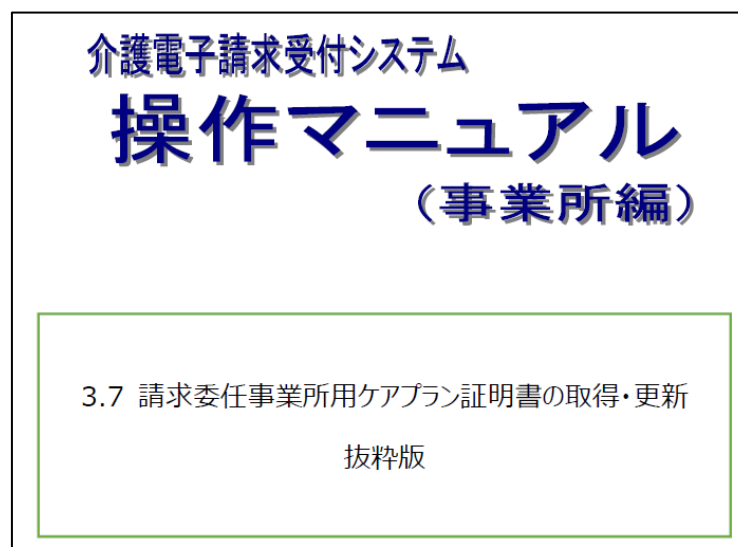 介護電子請求受付システム
操作マニュアル
（事業所編）
3.7 請求委任事業所用ケアプラン証明書の取得・更新
抜粋版